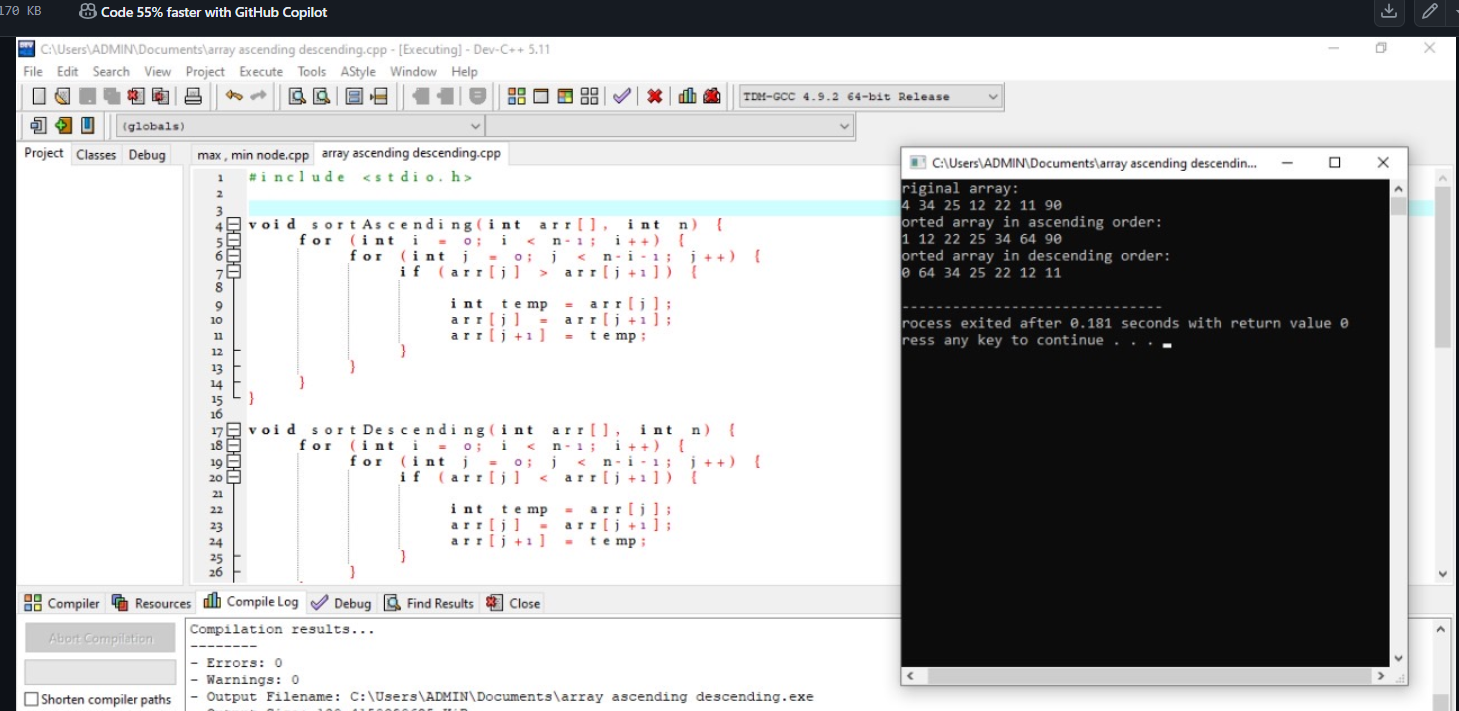 170 KB
Code 55% faster with GitHub Copilot
C:\Users\ADMIN\Documents\array ascending descending.cpp - [Executing] - Dev-C++ 5.11
File Edit Search View Project Execute Tools AStyle Window Help
TDM-GCC 4.9.2 64-bit Release
(globals)
Project Classes Debug
max , min node.cpp array ascending descending.cpp
1 #include <stdio.h>
2
3
4 void sortAscending(int arr[], int n) {
5 for (int i = 0; i < n-1; i++) {
6 for (int j = 0; j < n-i-1; j++) {
7 if (arr[j] > arr[j+1]) {
8
9 int temp = arr[j];
10 arr[j] = arr[j+1];
11 arr[j+1] = temp;
12 }
13 }
14 }
15 }
16
17 void sortDescending(int arr[], int n) {
18 for (int i = 0; i < n-1; i++) {
19 for (int j = 0; j < n-i-1; j++) {
20 if (arr[j] < arr[j+1]) {
21
22 int temp = arr[j];
23 arr[j] = arr[j+1];
24 arr[j+1] = temp;
25 }
26 }
C:\Users\ADMIN\Documents\array ascending descendin...
riginal array:
4 34 25 12 22 11 90
orted array in ascending order:
1 12 22 25 34 64 90
orted array in descending order:
0 64 34 25 22 12 11
-------------------------------
rocess exited after 0.181 seconds with return value 0
ress any key to continue . . .
Compiler Resources Compile Log Debug Find Results Close
Abort Compilation
Shorten compiler paths
Compilation results...
--------
- Errors: 0
- Warnings: 0
- Output Filename: C:\Users\ADMIN\Documents\array ascending descending.exe